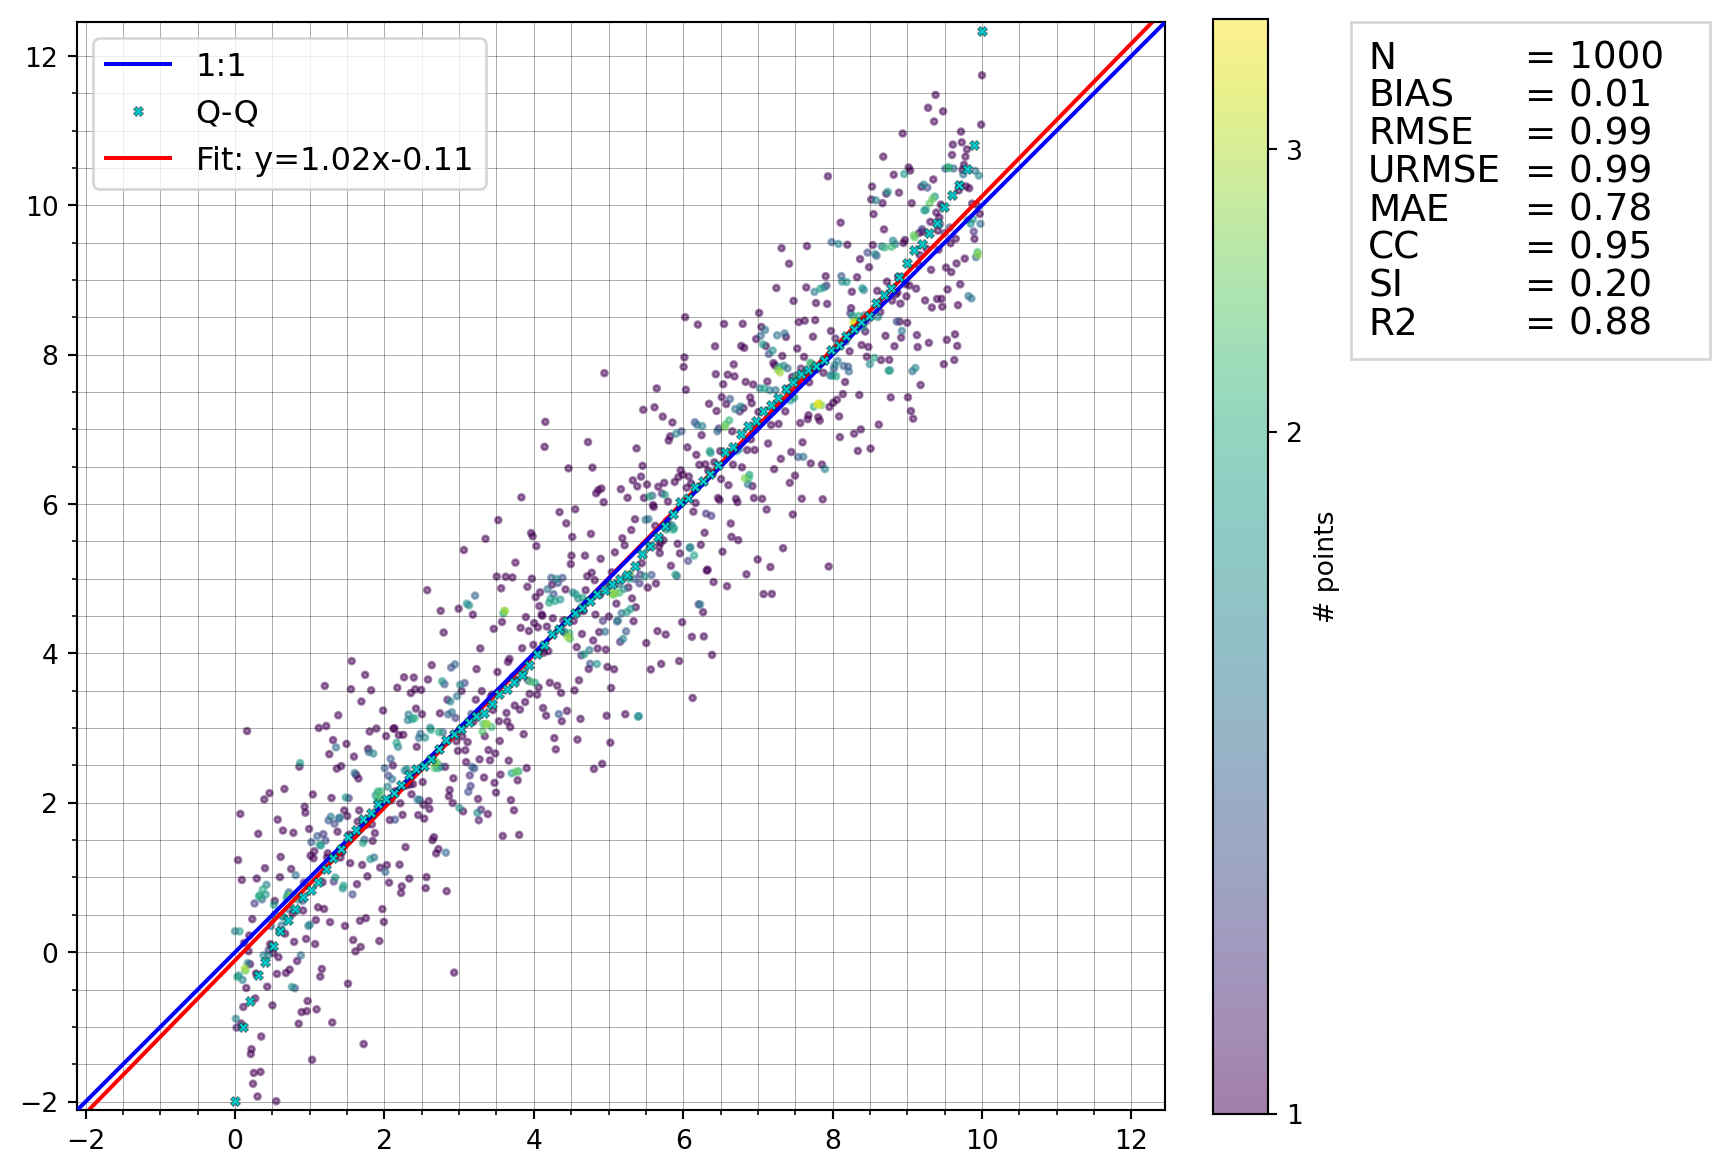 1:1
Q-Q
Fit: y=1.02x-0.11
12
10
8
6
4
2
0
−2
−2
0
2
4
6
8
10
12
3
2
1
# points
N = 1000
BIAS = 0.01
RMSE = 0.99
URMSE = 0.99
MAE = 0.78
CC = 0.95
SI = 0.20
R2 = 0.88